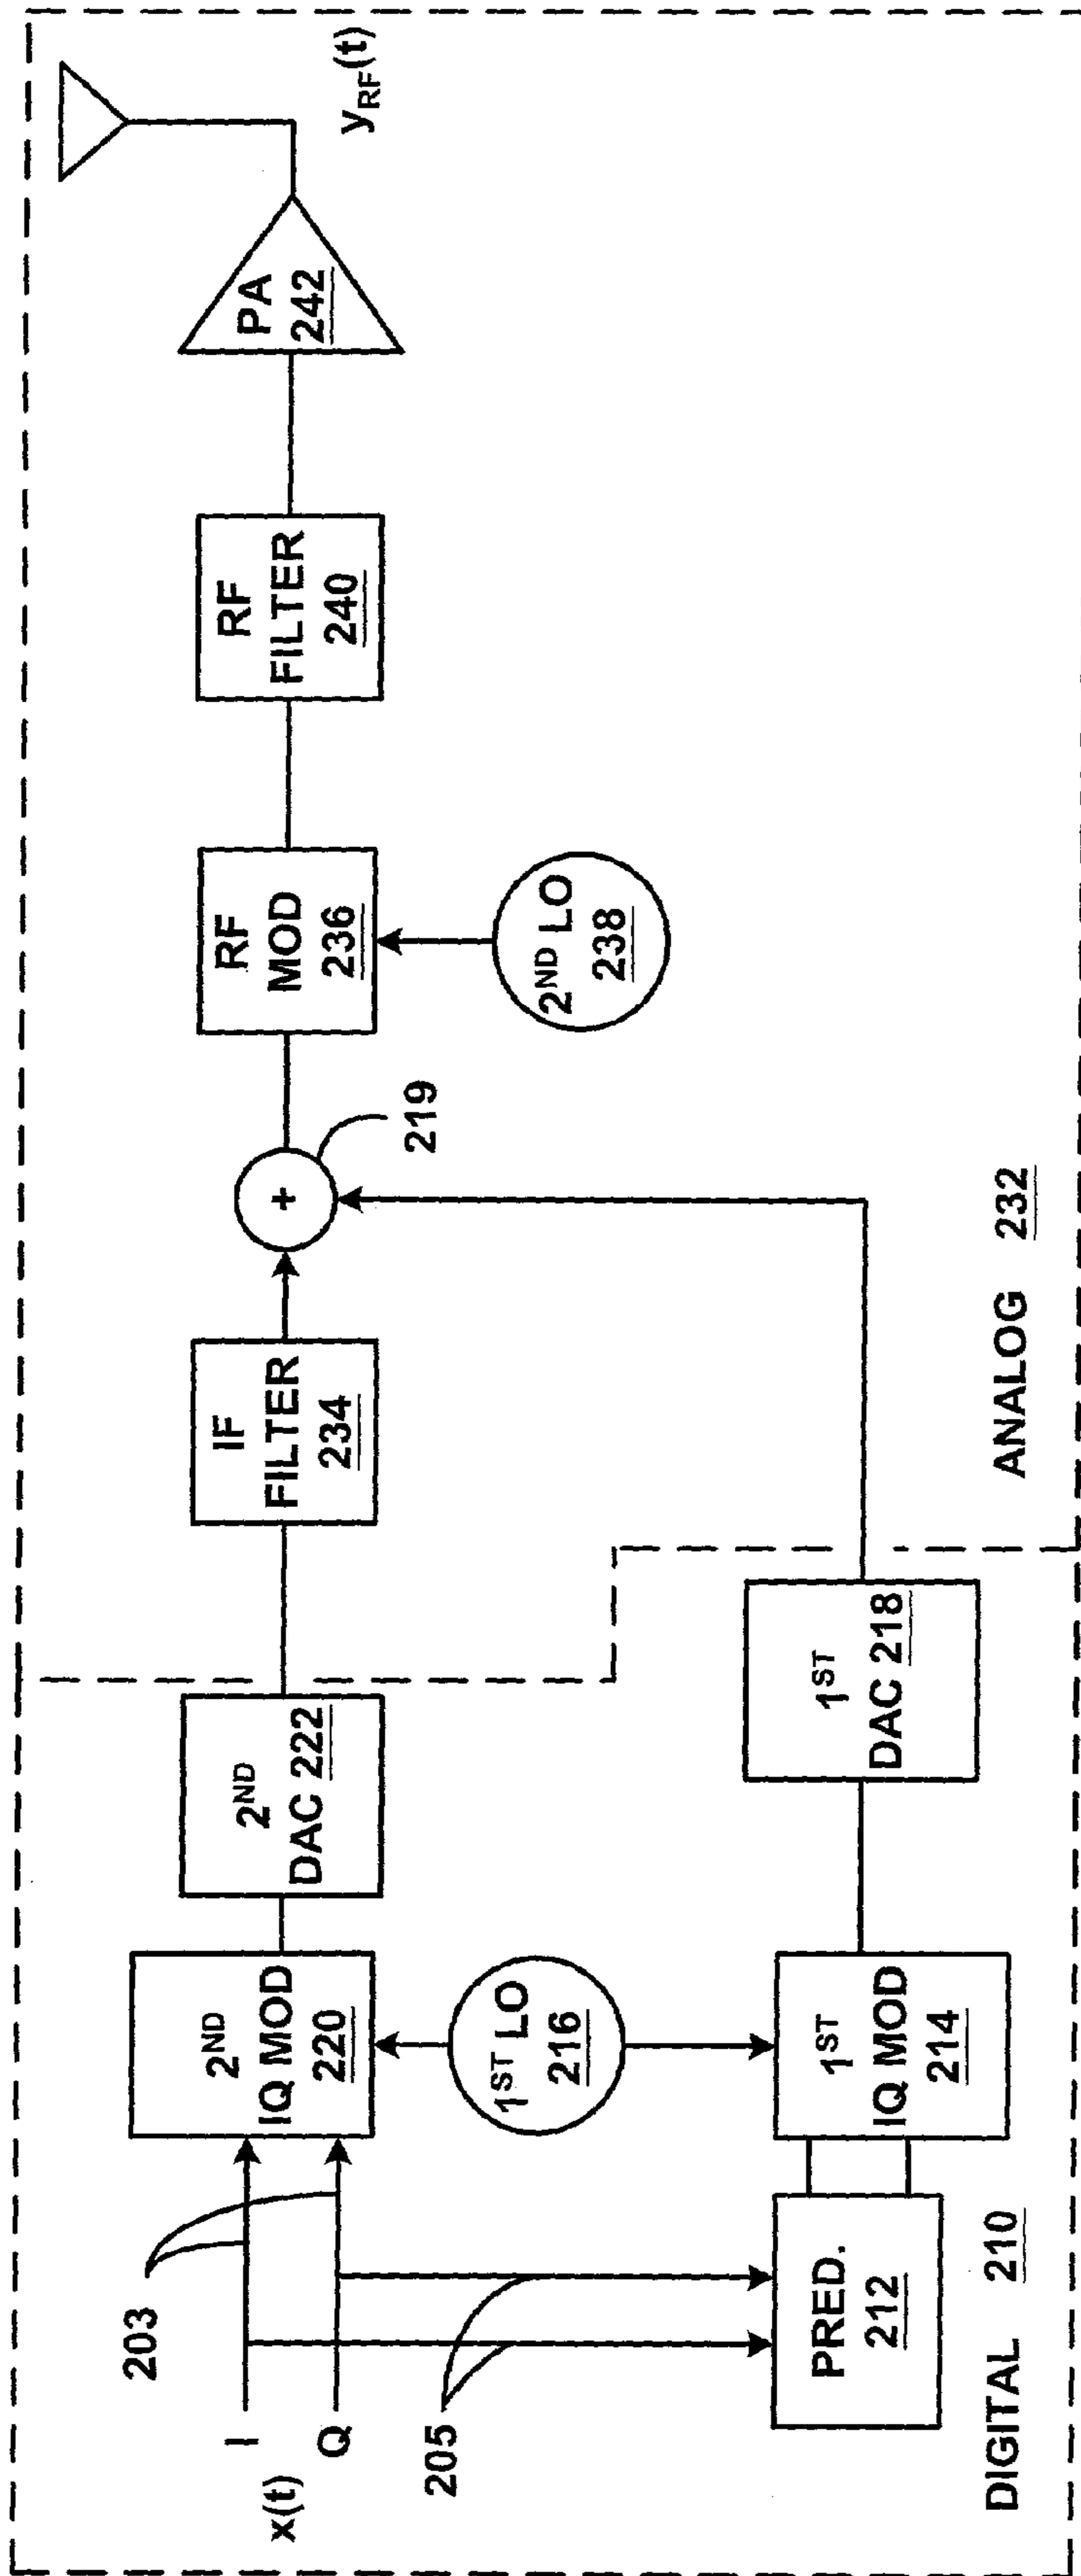 x(t)
I
Q
203
205
2ND
IQ MOD
220
1ST LO
216
PRED.
212
1ST
IQ MOD
214
2ND
DAC 222
1ST
DAC 218
DIGITAL 210
IF
FILTER
234
+
219
RF
MOD
236
2ND LO
238
RF
FILTER
240
PA
242
yRF(t)
ANALOG 232